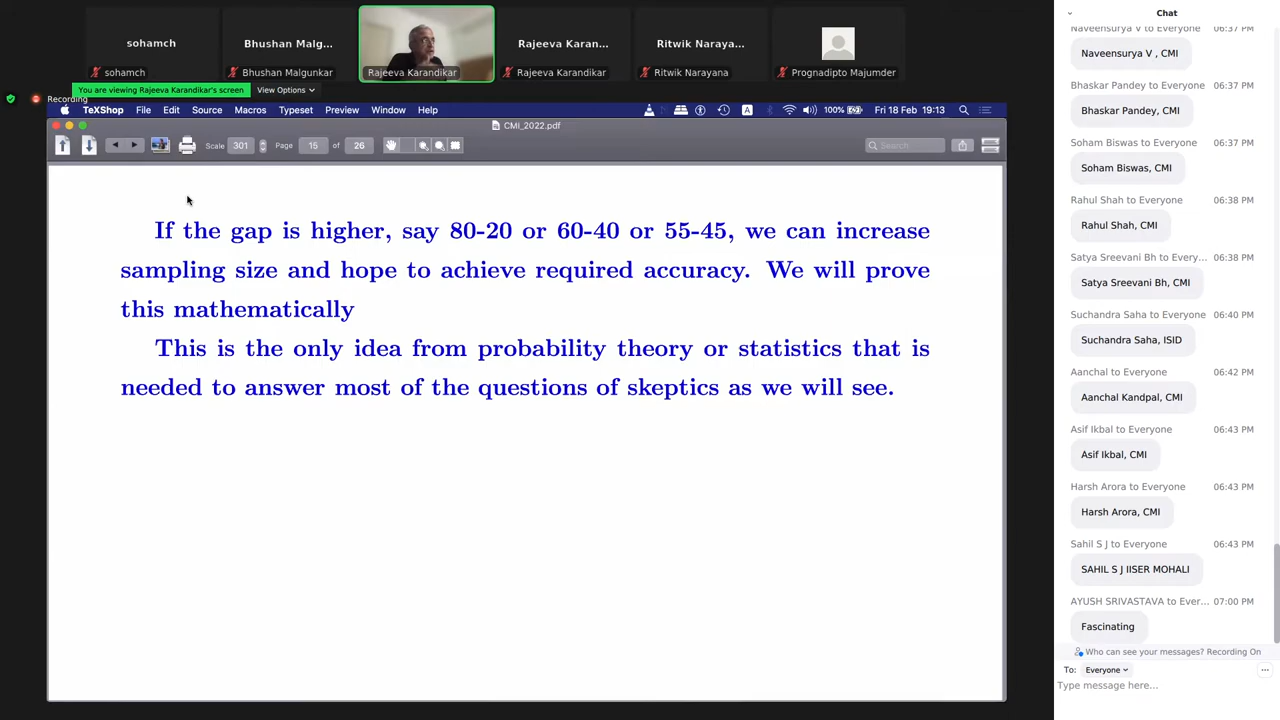 sohamch
Bhushan Malg...
Rajeeva Karan...
Ritwik Naraya...
sohamch
Bhushan Malgunkar
Rajeeva Karandikar
Rajeeva Karandikar
Ritwik Narayana
Prognadipto Majumder
You are viewing Rajeeva Karandikar's screen
View Options
Recording
TeXShop File Edit Source Macros Typeset Preview Window Help
A
100%
Fri 18 Feb 19:13
CMI_2022.pdf
Scale 301 Page 15 of 26
Search
If the gap is higher, say 80-20 or 60-40 or 55-45, we can increase
sampling size and hope to achieve required accuracy. We will prove
this mathematically
This is the only idea from probability theory or statistics that is
needed to answer most of the questions of skeptics as we will see.
Chat
Naveensurya V to Everyone 06:37 PM
Naveensurya V , CMI
Bhaskar Pandey to Everyone 06:37 PM
Bhaskar Pandey, CMI
Soham Biswas to Everyone 06:37 PM
Soham Biswas, CMI
Rahul Shah to Everyone 06:38 PM
Rahul Shah, CMI
Satya Sreevani Bh to Every... 06:38 PM
Satya Sreevani Bh, CMI
Suchandra Saha to Everyone 06:40 PM
Suchandra Saha, ISID
Aanchal to Everyone 06:42 PM
Aanchal Kandpal, CMI
Asif Ikbal to Everyone 06:43 PM
Asif Ikbal, CMI
Harsh Arora to Everyone 06:43 PM
Harsh Arora, CMI
Sahil S J to Everyone 06:43 PM
SAHIL S J IISER MOHALI
AYUSH SRIVASTAVA to Ever... 07:00 PM
Fascinating
Who can see your messages? Recording On
To: Everyone
Type message here...